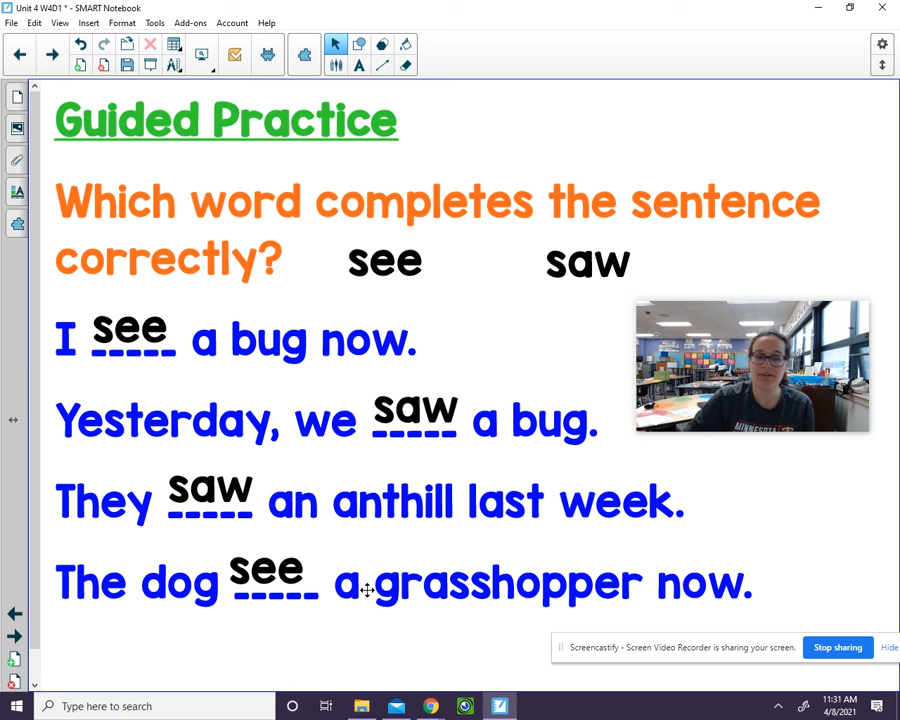 Unit 4 W4D1 * - SMART Notebook
File Edit View Insert Format Tools Add-ons Account Help
Guided Practice
Which word completes the sentence
correctly? see saw
I see a bug now.
Yesterday, we saw a bug.
MINNESOTA
They saw an anthill last week.
The dog see a grasshopper now.
Screencastify - Screen Video Recorder is sharing your screen. Stop sharing Hide
Type here to search
11:31 AM
4/8/2021